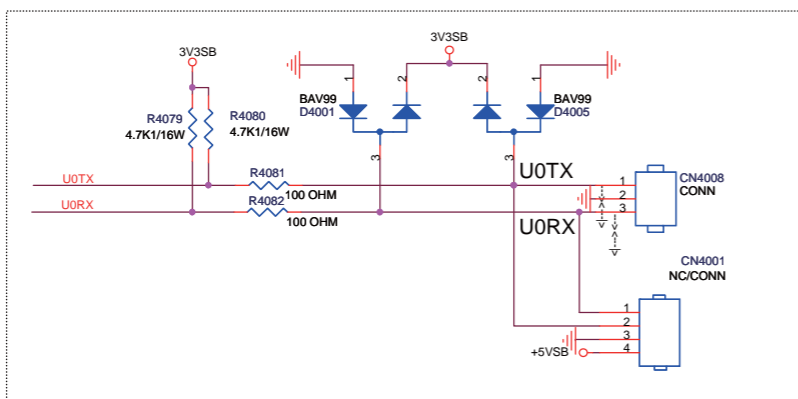 3V3SB
3V3SB
1
2
2
1
BAV99
D4001
BAV99
D4005
R4079
4.7K1/16W
R4080
4.7K1/16W
3
3
U0TX
R4081
100 OHM
U0TX
U0RX
R4082
100 OHM
U0RX
1
2
3
CN4008
CONN
CN4001
NC/CONN
1
2
3
4
+5VSB